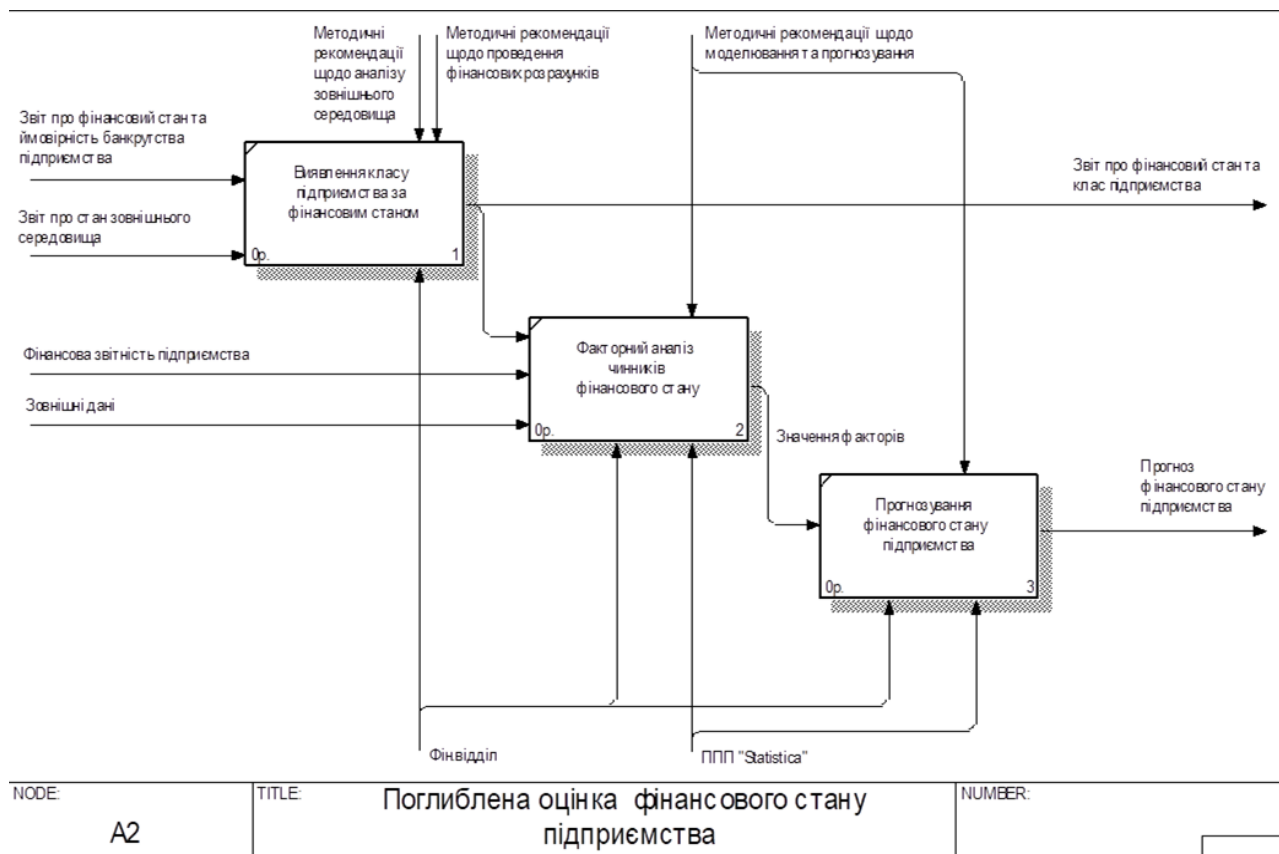 Методичні
рекомендації
щодо аналізу
зовнішнього
середовища
Методичні рекомендації
щодо проведення
фінансових розрахунків
Методичні рекомендації щодо
моделювання та прогнозування
Звіт про фінансовий стан та
ймовірність банкрутства
підприємства
Виявлення класу
підприємства за
фінансовим станом
0р.
1
Звіт про фінансовий стан та
клас підприємства
Звіт про стан зовнішнього
середовища
Фінансова звітність підприємства
Зовнішні дані
Факторний аналіз
чинників
фінансового стану
0р.
2
Значення факторів
Прогнозування
фінансового стану
підприємства
0р.
3
Прогноз
фінансового стану
підприємства
Фін.відділ
ППП "Statistica"
NODE:
A2
TITLE:
Поглиблена оцінка фінансового стану
підприємства
NUMBER: